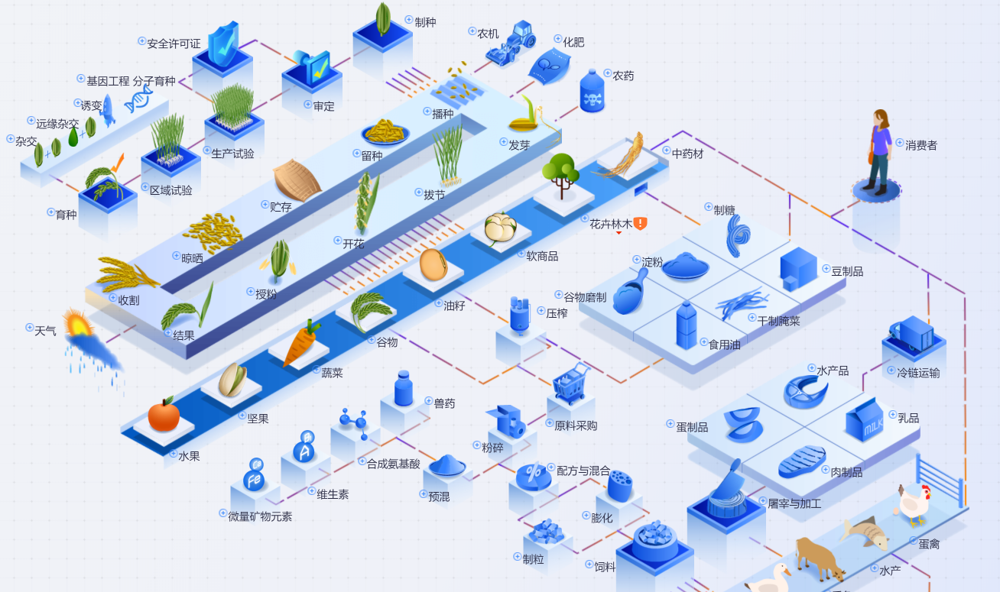 制种
农机
化肥
安全许可证
农药
基因工程 分子育种
审定
诱变
播种
远缘杂交
杂交
生产试验
留种
发芽
消费者
中药材
区域试验
拔节
育种
贮存
制糖
花卉林木
开花
晾晒
软商品
淀粉
豆制品
授粉
谷物磨制
收割
油籽
压榨
干制腌菜
天气
结果
谷物
食用油
蔬菜
水产品
冷链运输
坚果
兽药
原料采购
蛋制品
乳品
MILK
水果
粉碎
合成氨基酸
Cu
Fe
B
A
配方与混合
%
肉制品
维生素
预混
屠宰与加工
微量矿物元素
膨化
蛋禽
制粒
饲料
水产